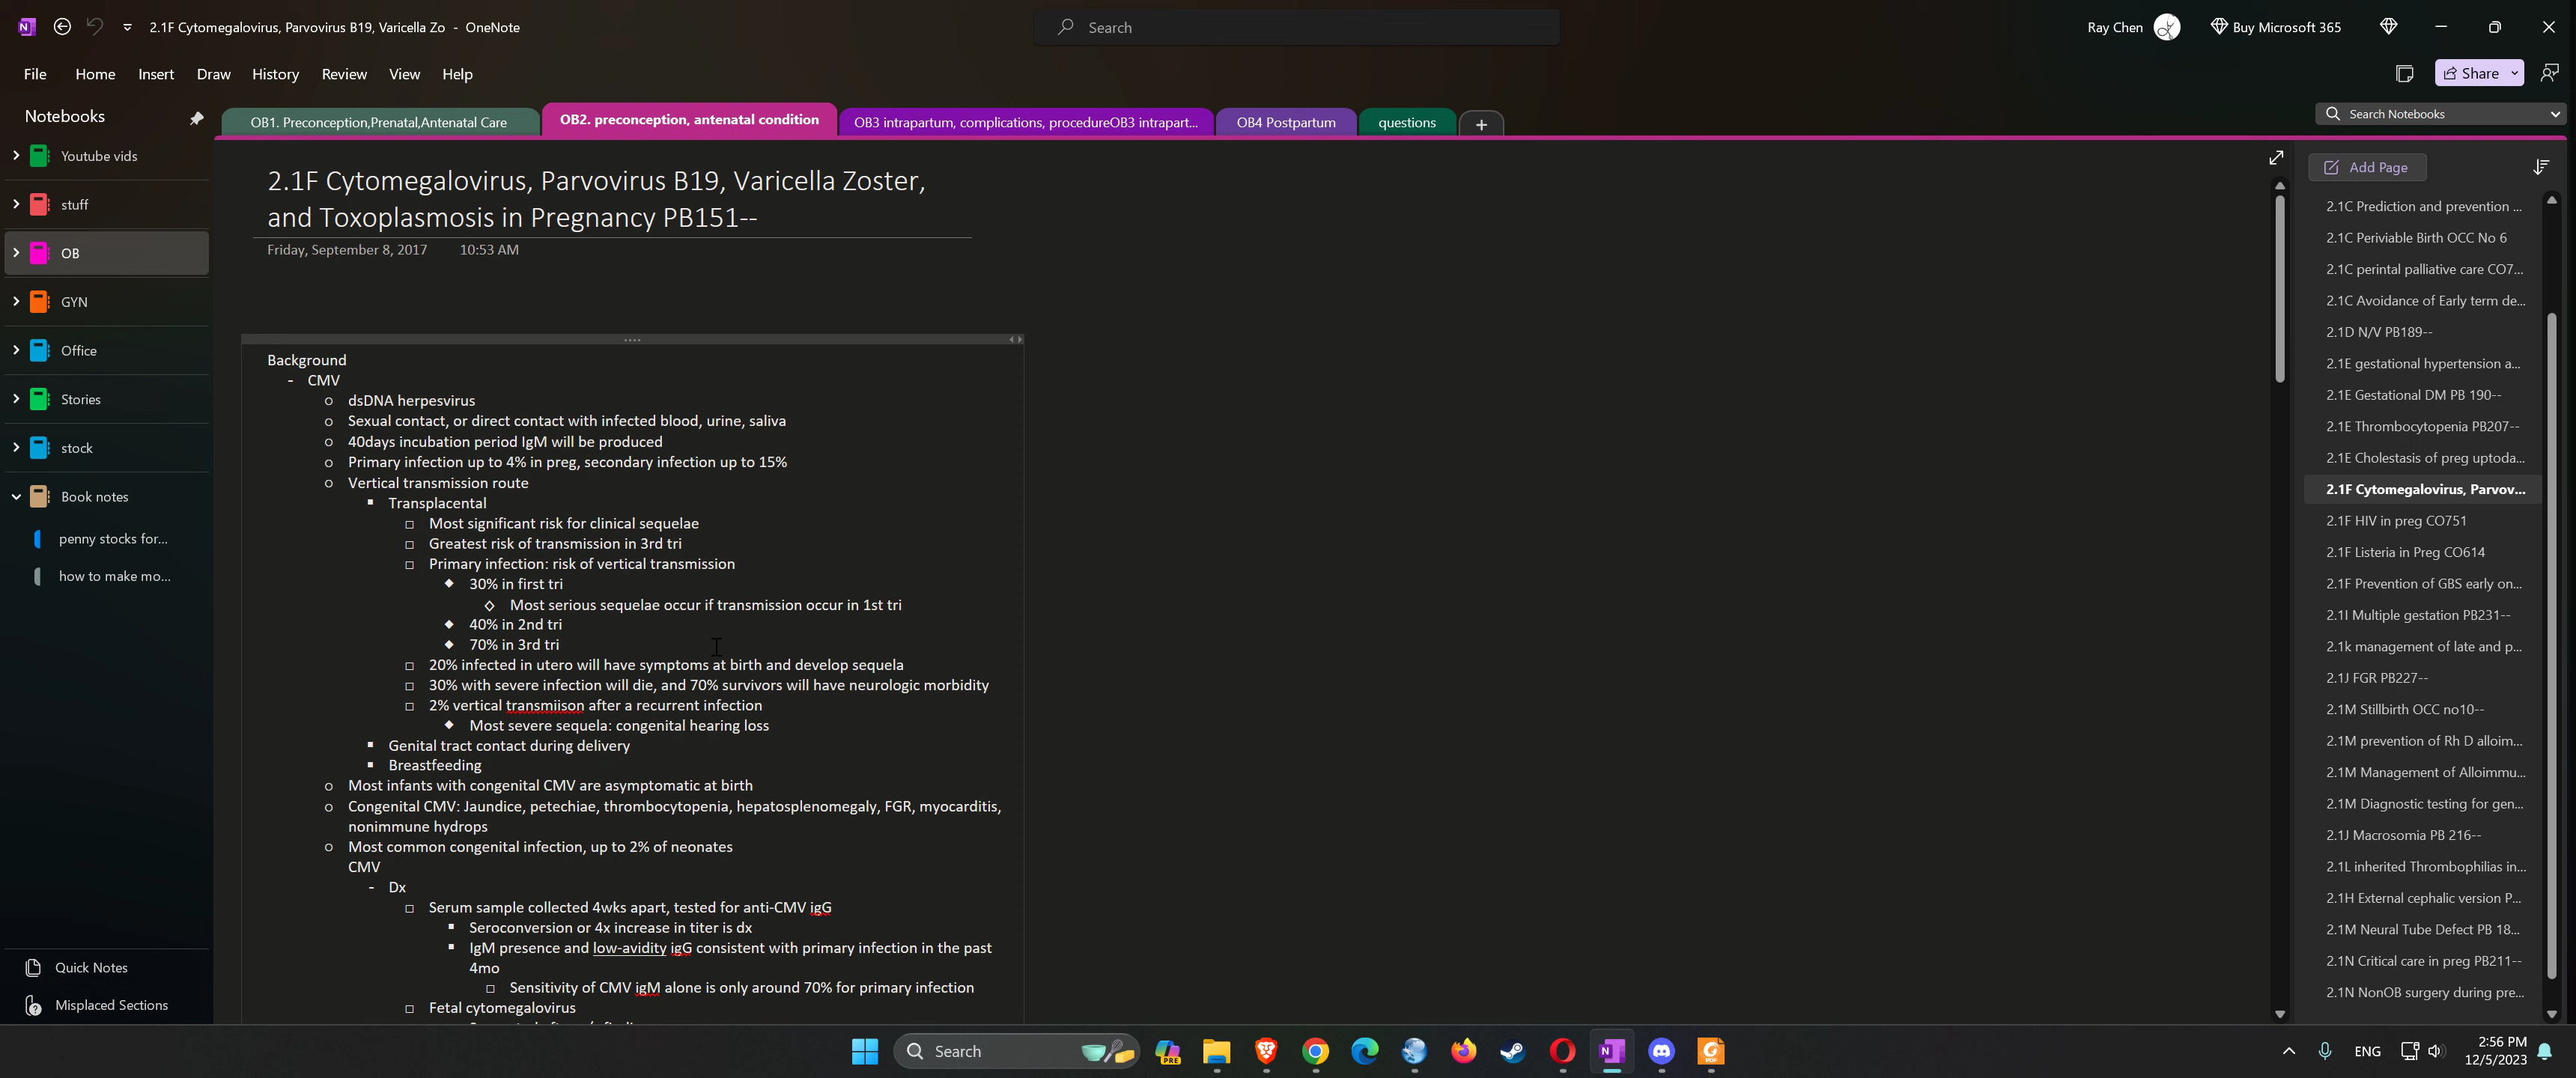 2.1F Cytomegalovirus, Parvovirus B19, Varicella Zo - OneNote
Search
Ray Chen
Buy Microsoft 365
File Home Insert Draw History Review View Help
Share
Notebooks
OB1. Preconception,Prenatal,Antenatal Care
OB2. preconception, antenatal condition
OB3 intrapartum, complications, procedureOB3 intrapart...
OB4 Postpartum
questions
+
Search Notebooks
Youtube vids
stuff
OB
GYN
Office
Stories
stock
Book notes
penny stocks for...
how to make mo...
Quick Notes
Misplaced Sections
2.1F Cytomegalovirus, Parvovirus B19, Varicella Zoster,
and Toxoplasmosis in Pregnancy PB151--
Friday, September 8, 2017 10:53 AM
Background
- CMV
o dsDNA herpesvirus
o Sexual contact, or direct contact with infected blood, urine, saliva
o 40days incubation period IgM will be produced
o Primary infection up to 4% in preg, secondary infection up to 15%
o Vertical transmission route
▪ Transplacental
□ Most significant risk for clinical sequelae
□ Greatest risk of transmission in 3rd tri
□ Primary infection: risk of vertical transmission
◆ 30% in first tri
◇ Most serious sequelae occur if transmission occur in 1st tri
◆ 40% in 2nd tri
◆ 70% in 3rd tri
□ 20% infected in utero will have symptoms at birth and develop sequela
□ 30% with severe infection will die, and 70% survivors will have neurologic morbidity
□ 2% vertical transmiison after a recurrent infection
◆ Most severe sequela: congenital hearing loss
▪ Genital tract contact during delivery
▪ Breastfeeding
o Most infants with congenital CMV are asymptomatic at birth
o Congenital CMV: Jaundice, petechiae, thrombocytopenia, hepatosplenomegaly, FGR, myocarditis,
nonimmune hydrops
o Most common congenital infection, up to 2% of neonates
CMV
- Dx
□ Serum sample collected 4wks apart, tested for anti-CMV igG
▪ Seroconversion or 4x increase in titer is dx
▪ IgM presence and low-avidity igG consistent with primary infection in the past
4mo
□ Sensitivity of CMV igM alone is only around 70% for primary infection
□ Fetal cytomegalovirus
Add Page
2.1C Prediction and prevention ...
2.1C Periviable Birth OCC No 6
2.1C perintal palliative care CO7...
2.1C Avoidance of Early term de...
2.1D N/V PB189--
2.1E gestational hypertension a...
2.1E Gestational DM PB 190--
2.1E Thrombocytopenia PB207--
2.1E Cholestasis of preg uptoda...
2.1F Cytomegalovirus, Parvov...
2.1F HIV in preg CO751
2.1F Listeria in Preg CO614
2.1F Prevention of GBS early on...
2.1I Multiple gestation PB231--
2.1k management of late and p...
2.1J FGR PB227--
2.1M Stillbirth OCC no10--
2.1M prevention of Rh D alloim...
2.1M Management of Alloimmu...
2.1M Diagnostic testing for gen...
2.1J Macrosomia PB 216--
2.1L inherited Thrombophilias in...
2.1H External cephalic version P...
2.1M Neural Tube Defect PB 18...
2.1N Critical care in preg PB211--
2.1N NonOB surgery during pre...
Search
PRE
ENG
2:56 PM
12/5/2023